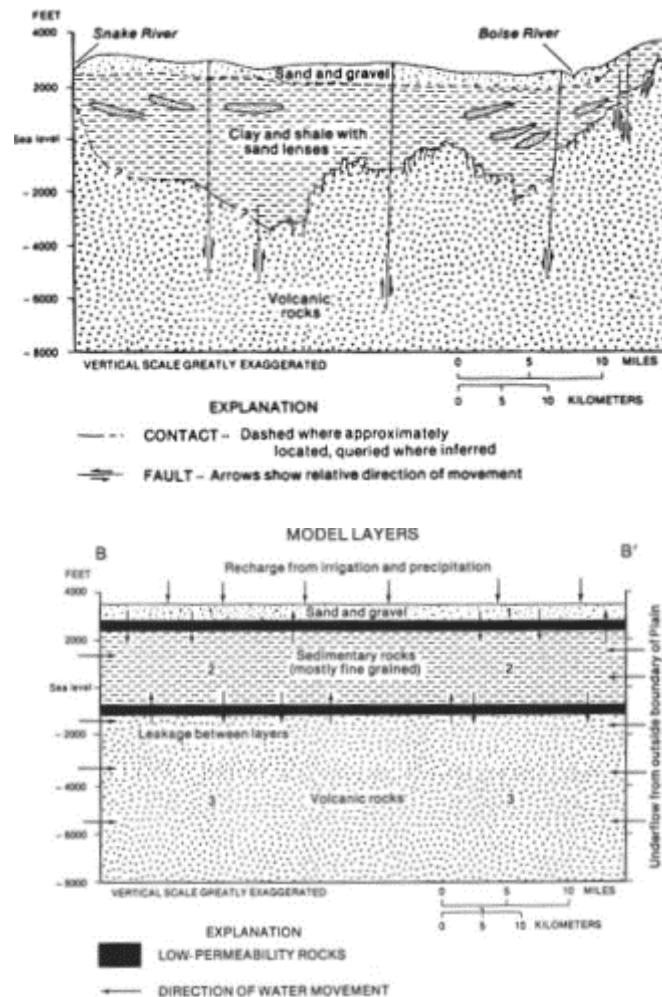 FEET
4000
Snake River
Boise River
Sand and gravel
2000
Clay and shale with
sand lenses
Sea level
- 2000
- 4000
Volcanic
rocks
- 6000
- 8000
VERTICAL SCALE GREATLY EXAGGERATED
0 5 10 MILES
0 5 10 KILOMETERS
EXPLANATION
CONTACT -- Dashed where approximately
located, queried where inferred
FAULT - Arrows show relative direction of movement
MODEL LAYERS
B B'
Recharge from irrigation and precipitation
FEET
4000
1 Sand and gravel 1
2000
Sedimentary rocks
2 (mostly fine grained) 2
Sea level
Leakage between layers
- 2000
- 4000
3 Volcanic rocks 3
- 6000
- 8000
Underflow from outside boundary of Plain
VERTICAL SCALE GREATLY EXAGGERATED
0 5 10 MILES
0 5 10 KILOMETERS
EXPLANATION
LOW-PERMEABILITY ROCKS
DIRECTION OF WATER MOVEMENT